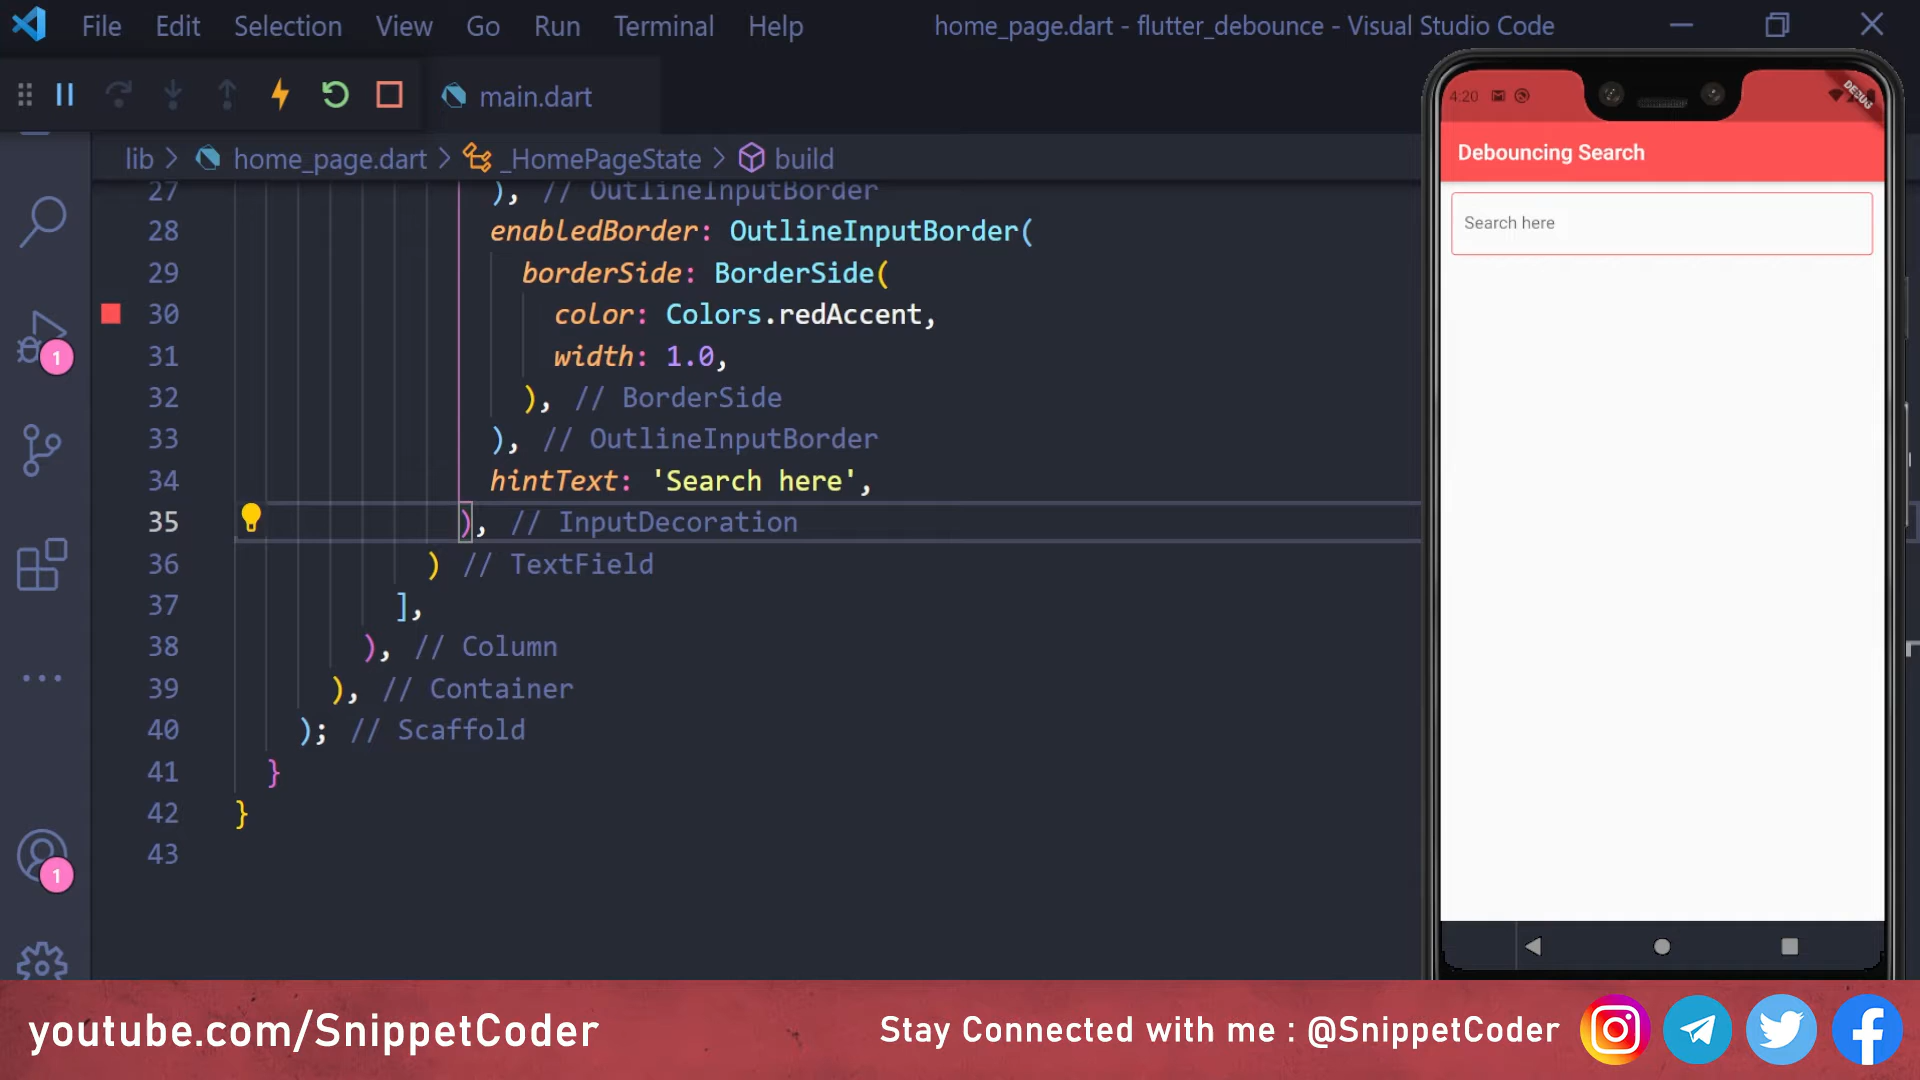 File Edit Selection View Go Run Terminal Help home_page.dart - flutter_debounce - Visual Studio Code
main.dart
lib > home_page.dart > _HomePageState > build
27 ), // OutlineInputBorder
28 enabledBorder: OutlineInputBorder(
29 borderSide: BorderSide(
30 color: Colors.redAccent,
31 width: 1.0,
32 ), // BorderSide
33 ), // OutlineInputBorder
34 hintText: 'Search here',
35 ), // InputDecoration
36 ) // TextField
37 ],
38 ), // Column
39 ), // Container
40 ); // Scaffold
41 }
42 }
43
1
1
4:20
DEBUG
Debouncing Search
Search here
youtube.com/SnippetCoder
Stay Connected with me : @SnippetCoder